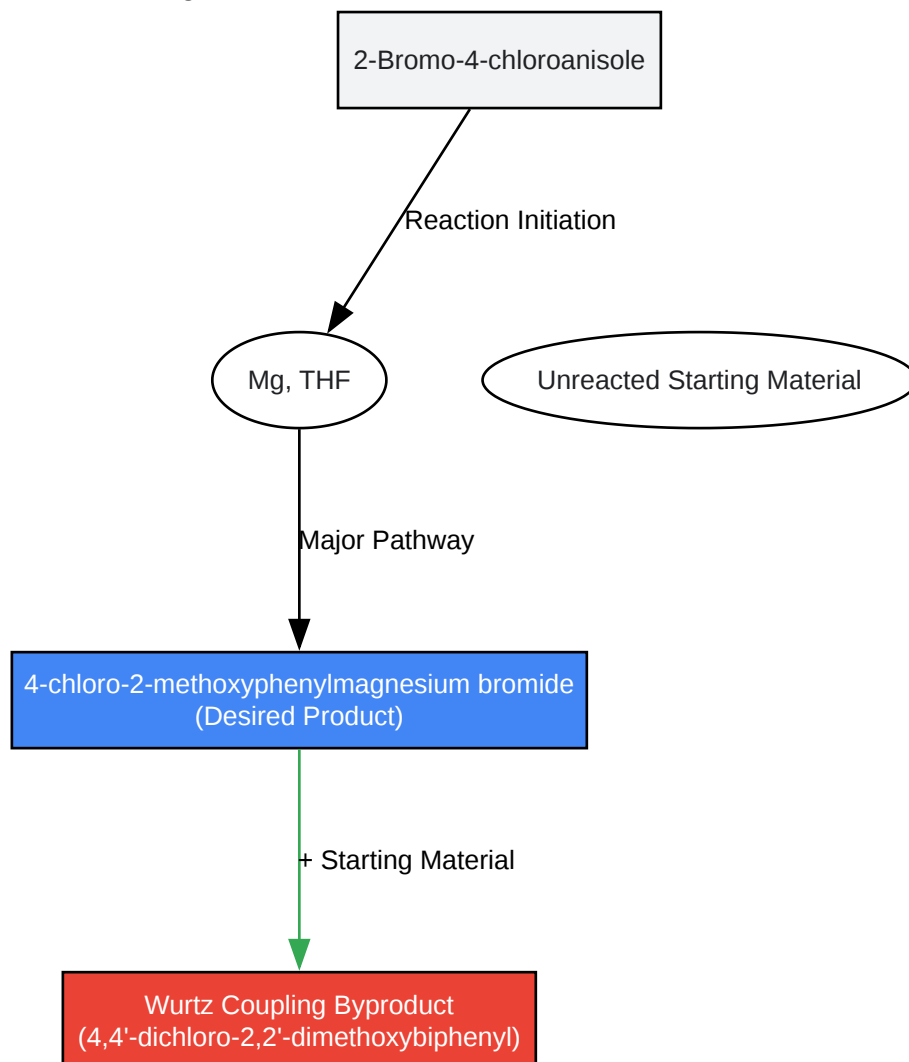 2-Bromo-4-chloroanisole
Reaction Initiation
Mg, THF
Unreacted Starting Material
Major Pathway
4-chloro-2-methoxyphenylmagnesium bromide
(Desired Product)
+ Starting Material
Wurtz Coupling Byproduct
(4,4'-dichloro-2,2'-dimethoxybiphenyl)